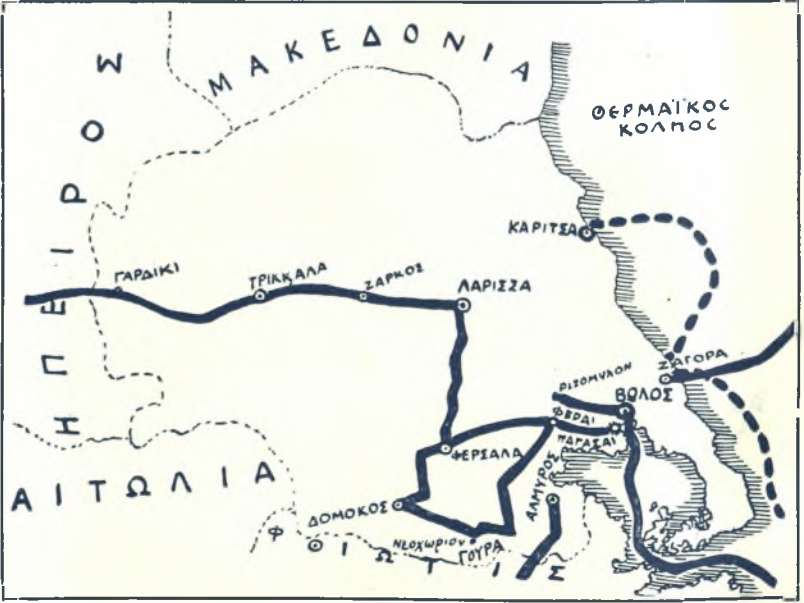 ΜΑΚΕΔΟΝΙΑ
ΗΠΕΙΡΟΣ
ΘΕΡΜΑΪΚΟΣ
ΚΟΛΠΟΣ
ΚΑΡΙΤΣΑ
ΓΑΡΔΙΚΙ
ΤΡΙΚΚΑΛΑ
ΖΑΡΚΟΣ
ΛΑΡΙΣΣΑ
ΖΑΓΟΡΑ
ΡΙΖΟΜΥΛΟΝ
ΒΟΛΟΣ
ΦΕΡΑΙ
ΠΑΓΑΣΑΙ
ΦΕΡΣΑΛΑ
ΑΙΤΩΛΙΑ
ΑΛΜΥΡΟΣ
ΔΟΜΟΚΟΣ
ΝΕΟΧΩΡΙΟΝ
ΓΟΥΡΑ
ΦΘΙΩΤΙΣ